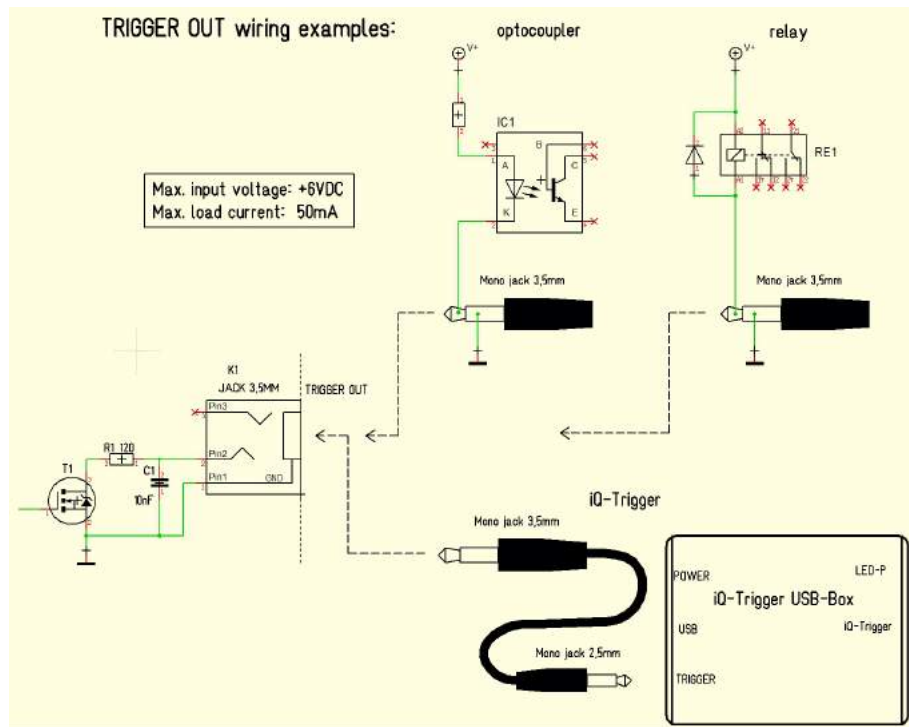 TRIGGER OUT wiring examples:
optocoupler
relay
V+
V+
IC1
RE1
A
K
B
C
E
Max. input voltage: +6VDC
Max. load current: 50mA
Mono jack 3,5mm
Mono jack 3,5mm
K1
JACK 3,5MM
TRIGGER OUT
Pin3
Pin2
Pin1
GND
R1 120
C1
10nF
T1
iQ-Trigger
Mono jack 3,5mm
POWER
LED-P
iQ-Trigger USB-Box
USB
iQ-Trigger
Mono jack 2,5mm
TRIGGER